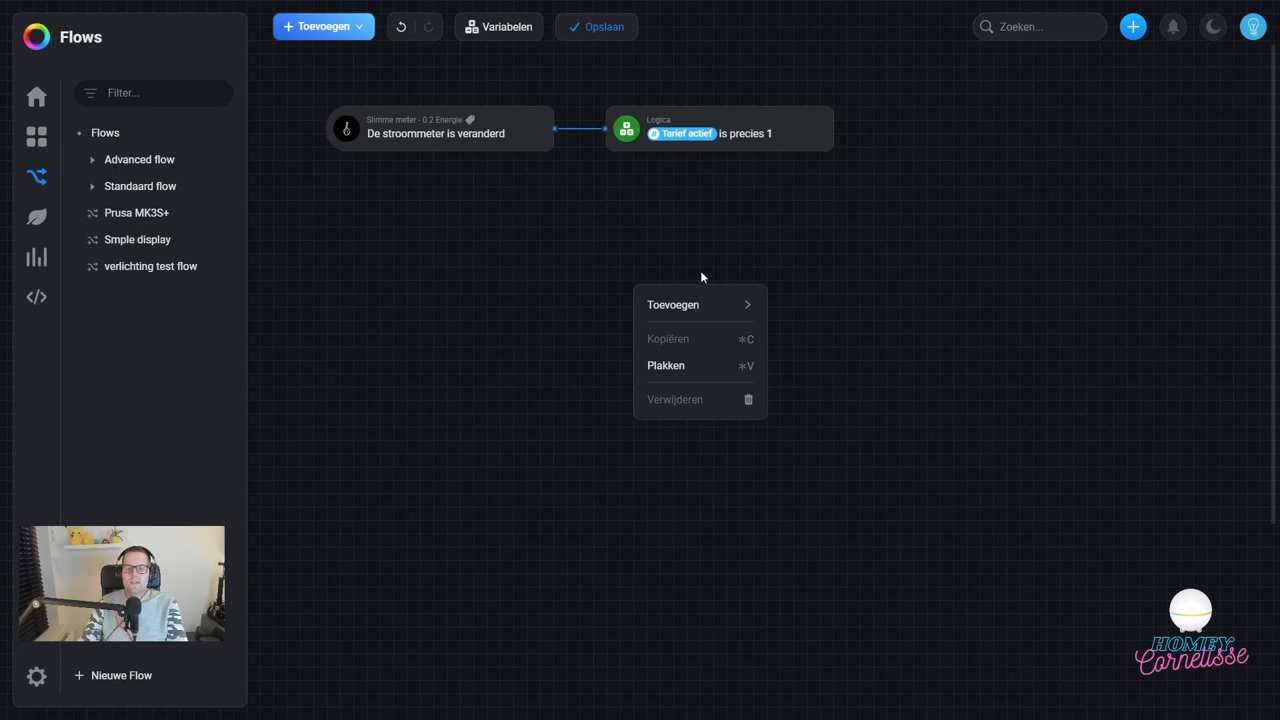 Flows
Toevoegen
Variabelen
Opslaan
Zoeken...
Filter...
Flows
Advanced flow
Standaard flow
Prusa MK3S+
Smple display
verlichting test flow
Nieuwe Flow
Slimme meter - 0.2 Energie
De stroommeter is veranderd
Logica
# Tarief actief is precies 1
Toevoegen
Kopiëren ⌘C
Plakken ⌘V
Verwijderen
HOMEY
Cornelisse